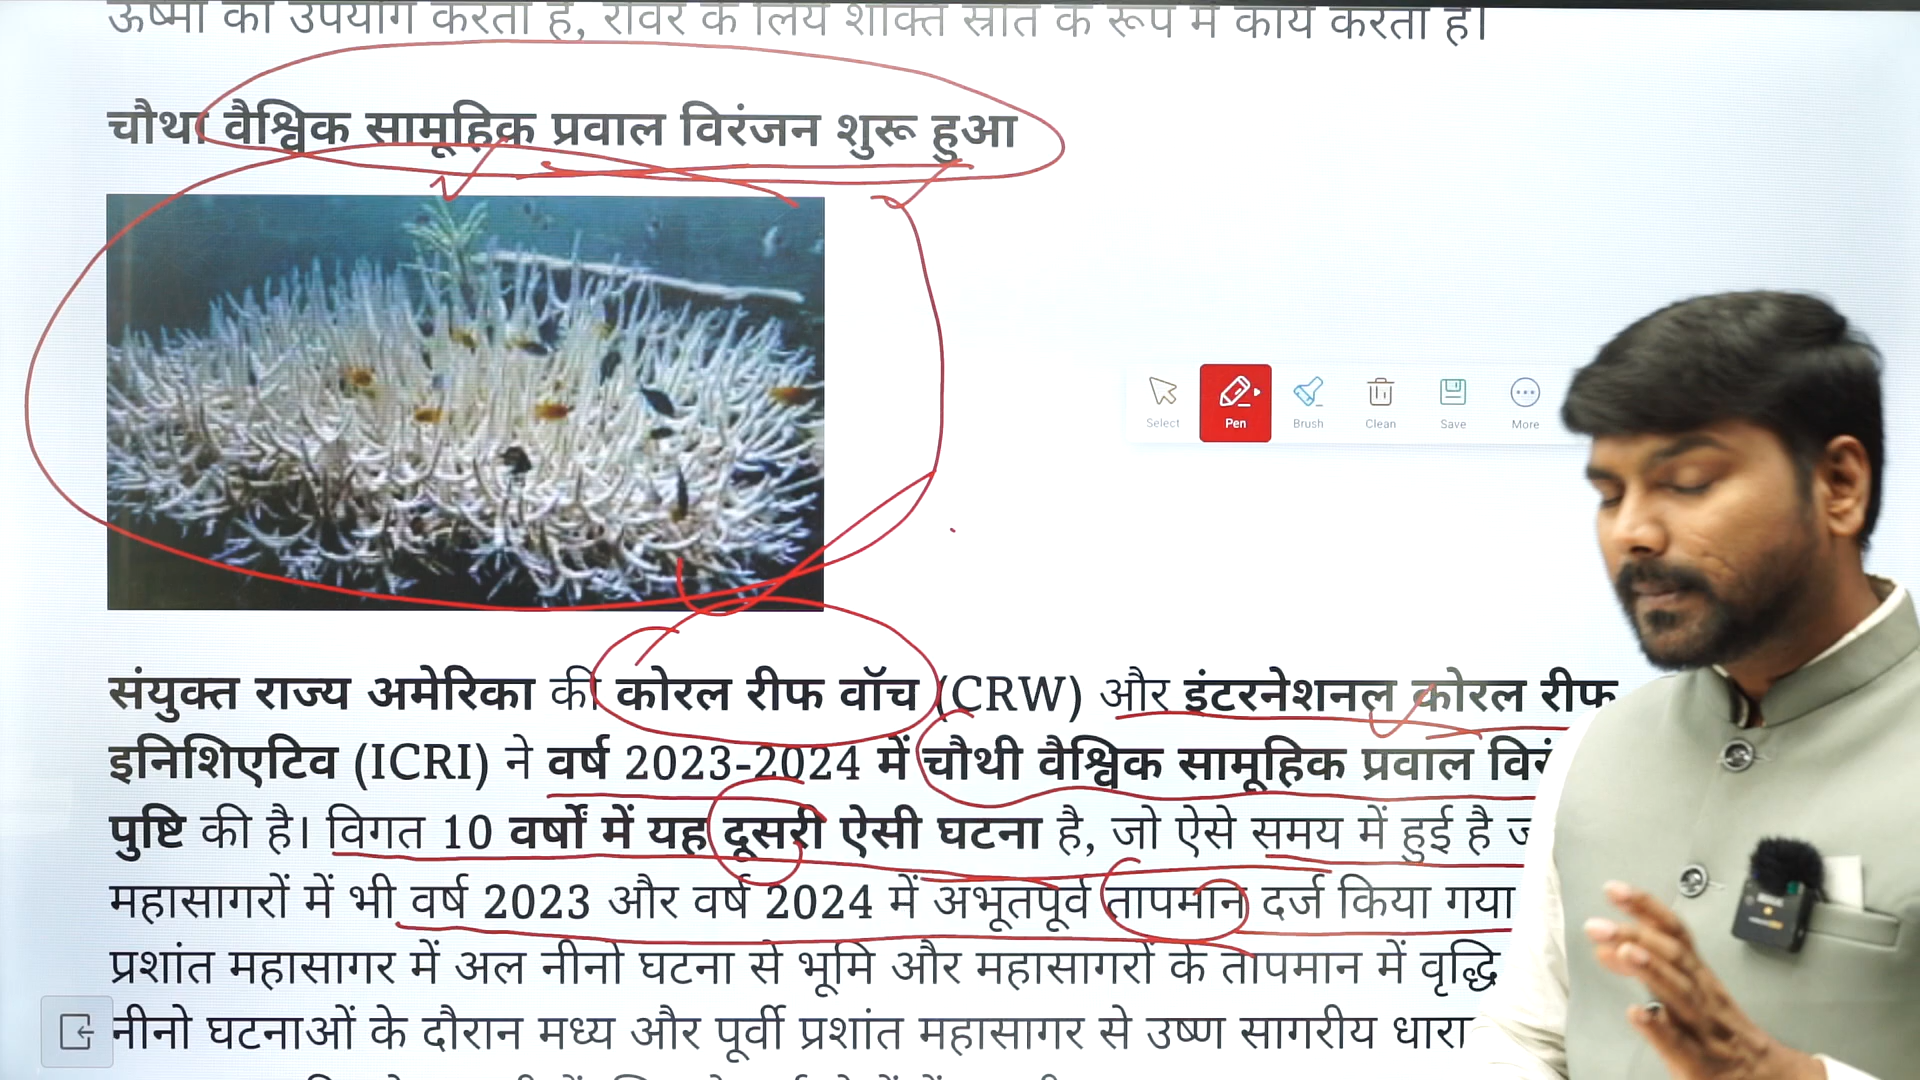 ऊष्मा का उपयोग करता है, रोवर के लिये शक्ति स्रोत के रूप में कार्य करता है।
चौथा वैश्विक सामूहिक प्रवाल विरंजन शुरू हुआ
Select Pen Brush Clean Save More
संयुक्त राज्य अमेरिका की कोरल रीफ वॉच (CRW) और इंटरनेशनल कोरल रीफ
इनिशिएटिव (ICRI) ने वर्ष 2023-2024 में चौथी वैश्विक सामूहिक प्रवाल
पुष्टि की है। विगत 10 वर्षों में यह दूसरी ऐसी घटना है, जो ऐसे समय में हुई है
महासागरों में भी वर्ष 2023 और वर्ष 2024 में अभूतपूर्व तापमान दर्ज किया गया
प्रशांत महासागर में अल नीनो घटना से भूमि और महासागरों के तापमान में वृद्धि
नीनो घटनाओं के दौरान मध्य और पूर्वी प्रशांत महासागर से उष्ण सागरीय